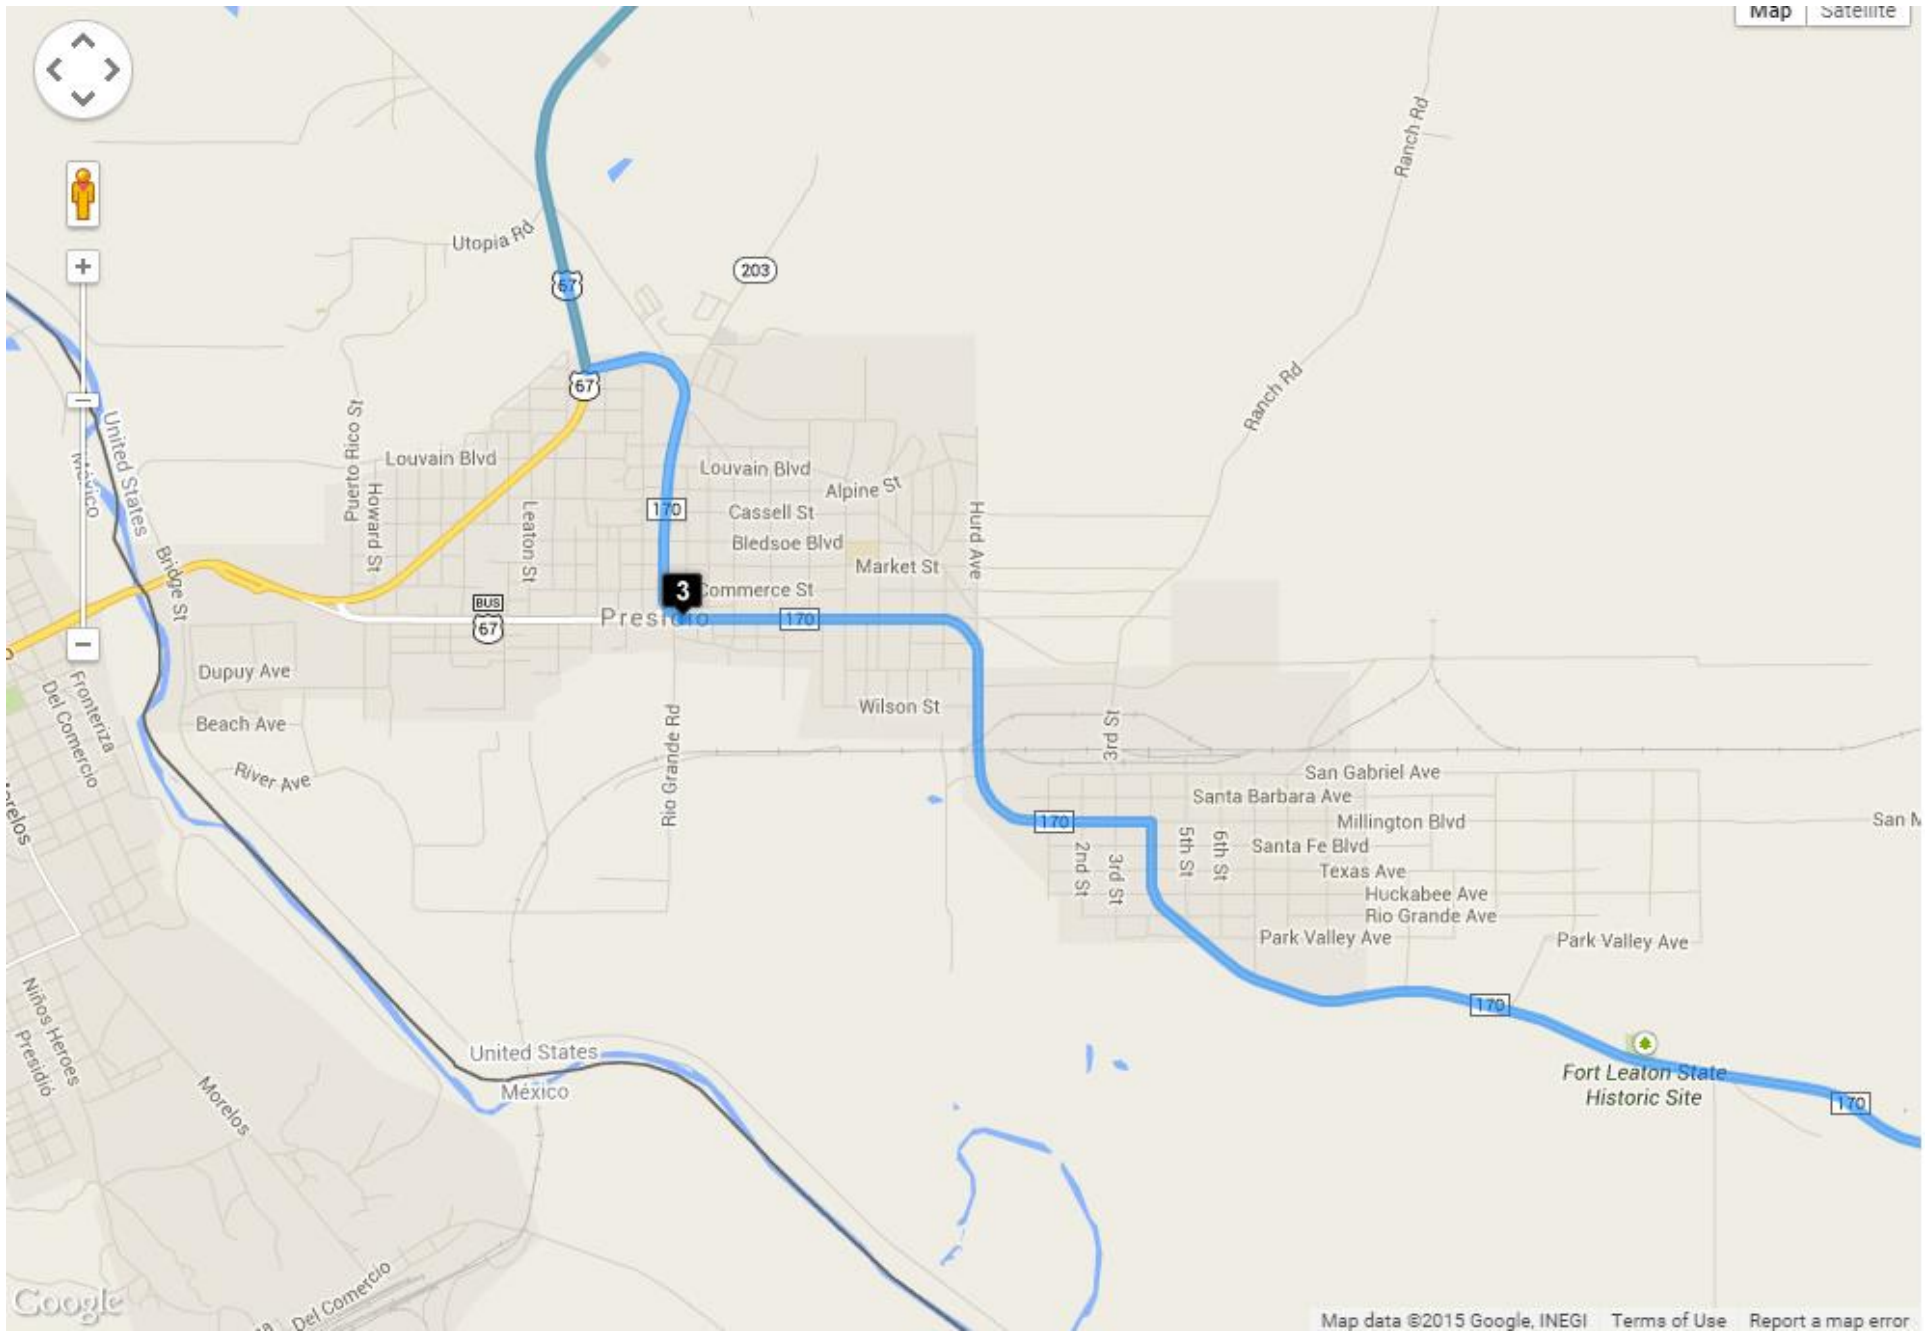 Map
Satellite
Ranch Rd
Utopia Rd
67
203
67
Ranch Rd
United States
México
Puerto Rico St
Howard St
Louvain Blvd
Leaton St
170
Louvain Blvd
Alpine St
Cassell St
Bledsoe Blvd
Hurd Ave
Market St
Bridge St
3
Commerce St
BUS
67
Presidio
170
Dupuy Ave
Fronteriza
Del Comercio
Beach Ave
River Ave
Rio Grande Rd
Wilson St
3rd St
San Gabriel Ave
Santa Barbara Ave
170
Millington Blvd
San M
5th St
6th St
Santa Fe Blvd
2nd St
3rd St
Texas Ave
Huckabee Ave
Rio Grande Ave
Park Valley Ave
Park Valley Ave
170
Morelos
Niños Heroes
Presidió
United States
México
Morelos
Fort Leaton State
Historic Site
170
Del Comercio
Google
Map data ©2015 Google, INEGI
Terms of Use
Report a map error